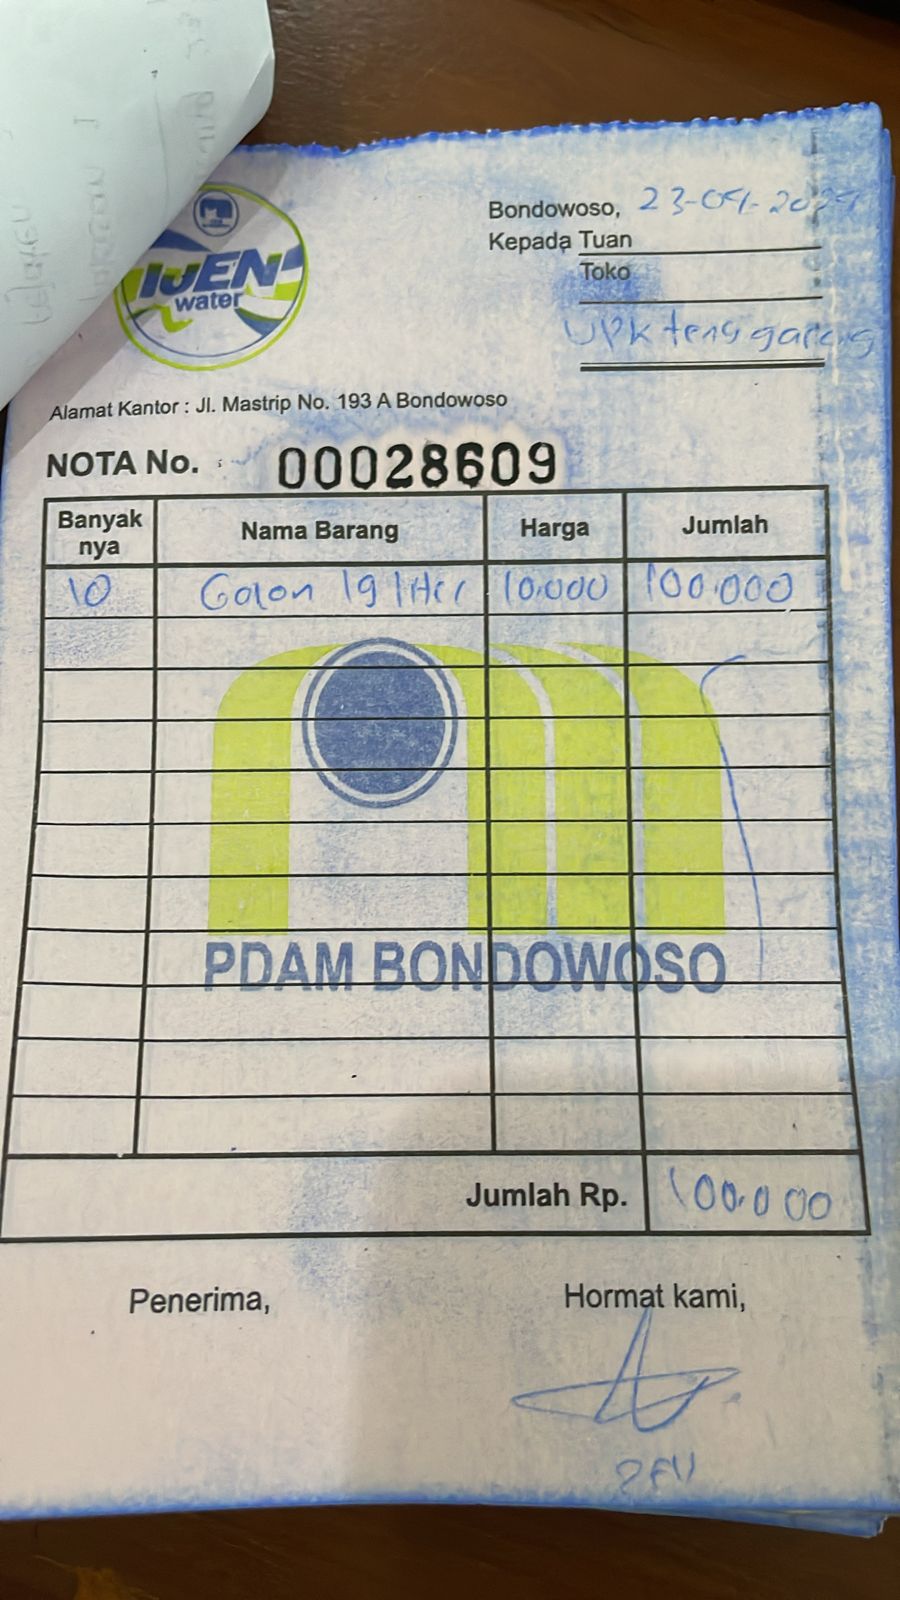 IJEN
water
Bondowoso, 23-04-2024
Kepada Tuan
Toko
UPK tenggarang
Alamat Kantor : Jl. Mastrip No. 193 A Bondowoso
NOTA No. : 00028609
Banyak nya Nama Barang Harga Jumlah
10 Galon 19 liter 10.000 100.000
PDAM BONDOWOSO
Jumlah Rp. 100.000
Penerima, Hormat kami,